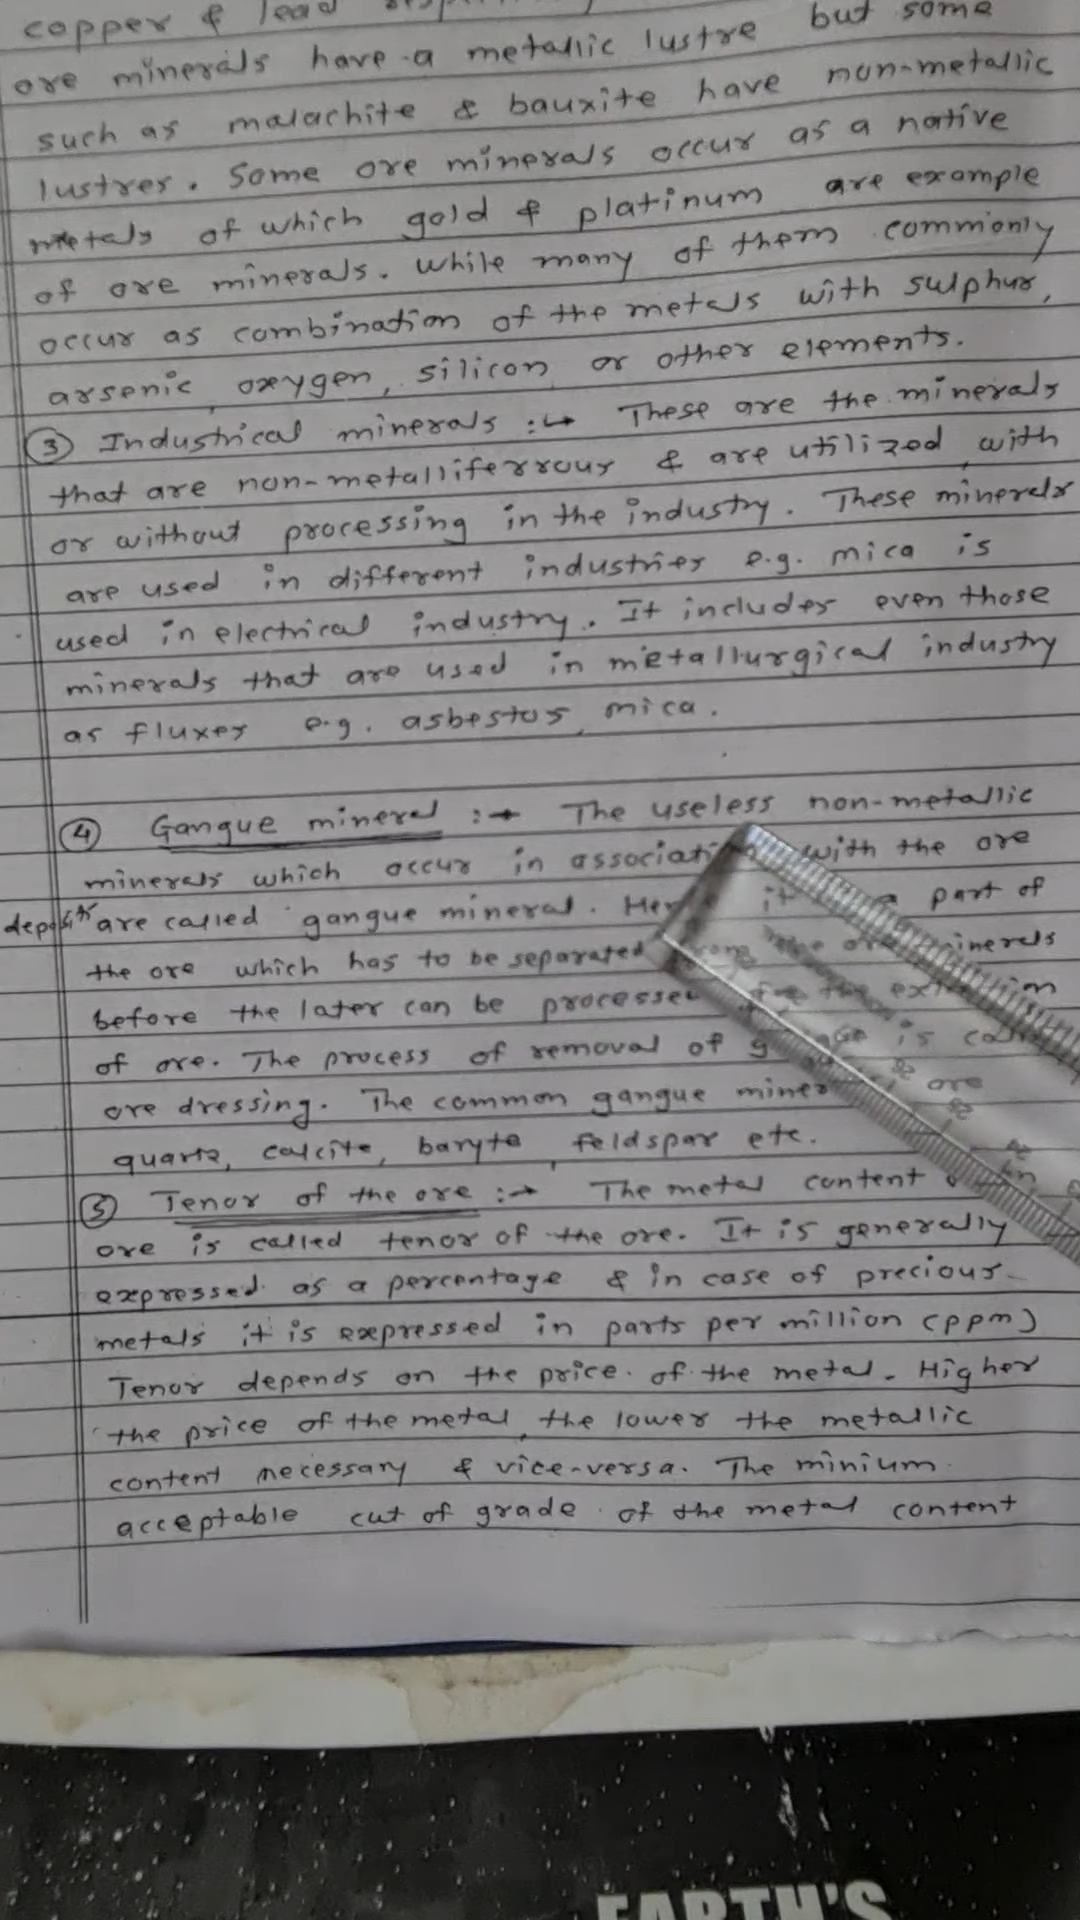 copper & lead
ore minerals have a metallic lustre but some
such as malachite & bauxite have non-metallic
lustres. Some ore minerals occur as a native
metals of which gold & platinum are example
of ore minerals. While many of them commonly
occur as combination of the metals with sulphur,
arsenic, oxygen, silicon or other elements.
③ Industrical minerals :↳ These are the minerals
that are non-metalliferrous & are utilized with
or without processing in the industry. These minerals
are used in different industries e.g. mica is
used in electrical industry. It includes even those
minerals that are used in metallurgical industry
as fluxes e.g. asbestos, mica.
④ Gangue mineral :→ The useless non-metallic
minerals which occur in association with the ore
deposits are called gangue mineral. it part of
the ore which has to be separated from the ore minerals
before the later can be processed for the extraction
of ore. The process of removal of gangue is
ore dressing. The common gangue ore
quartz, calcite, baryte, feldspar etc.
⑤ Tenor of the ore :→ The metal content
ore is called tenor of the ore. It is generally
expressed as a percentage & in case of precious
metals it is expressed in parts per million (ppm)
Tenor depends on the price of the metal. Higher
the price of the metal, the lower the metallic
content necessary & vice-versa. The minium
acceptable cut of grade of the metal content
EARTH'S